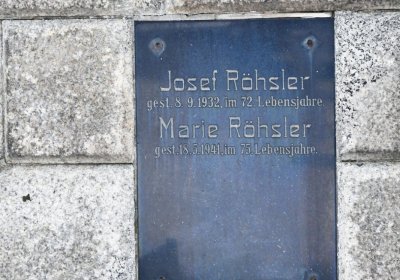 Josef Röhsler
gest. 8. 9. 1932, im 72. Lebensjahre.
Marie Röhsler
gest. 18. 5. 1941, im 75. Lebensjahre.